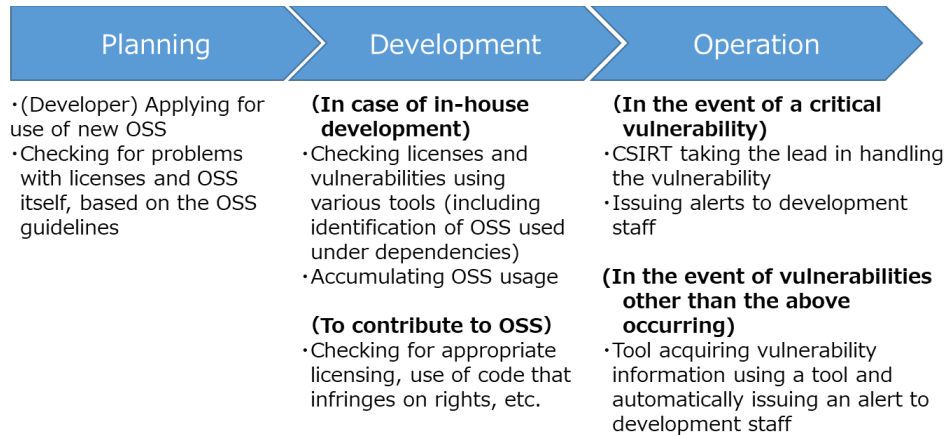 Planning
Development
Operation
・(Developer) Applying for
use of new OSS
・Checking for problems
with licenses and OSS
itself, based on the OSS
guidelines
(In case of in-house
development)
・Checking licenses and
vulnerabilities using
various tools (including
identification of OSS used
under dependencies)
・Accumulating OSS usage
(To contribute to OSS)
・Checking for appropriate
licensing, use of code that
infringes on rights, etc.
(In the event of a critical
vulnerability)
・CSIRT taking the lead in handling
the vulnerability
・Issuing alerts to development
staff
(In the event of vulnerabilities
other than the above
occurring)
・Tool acquiring vulnerability
information using a tool and
automatically issuing an alert to
development staff